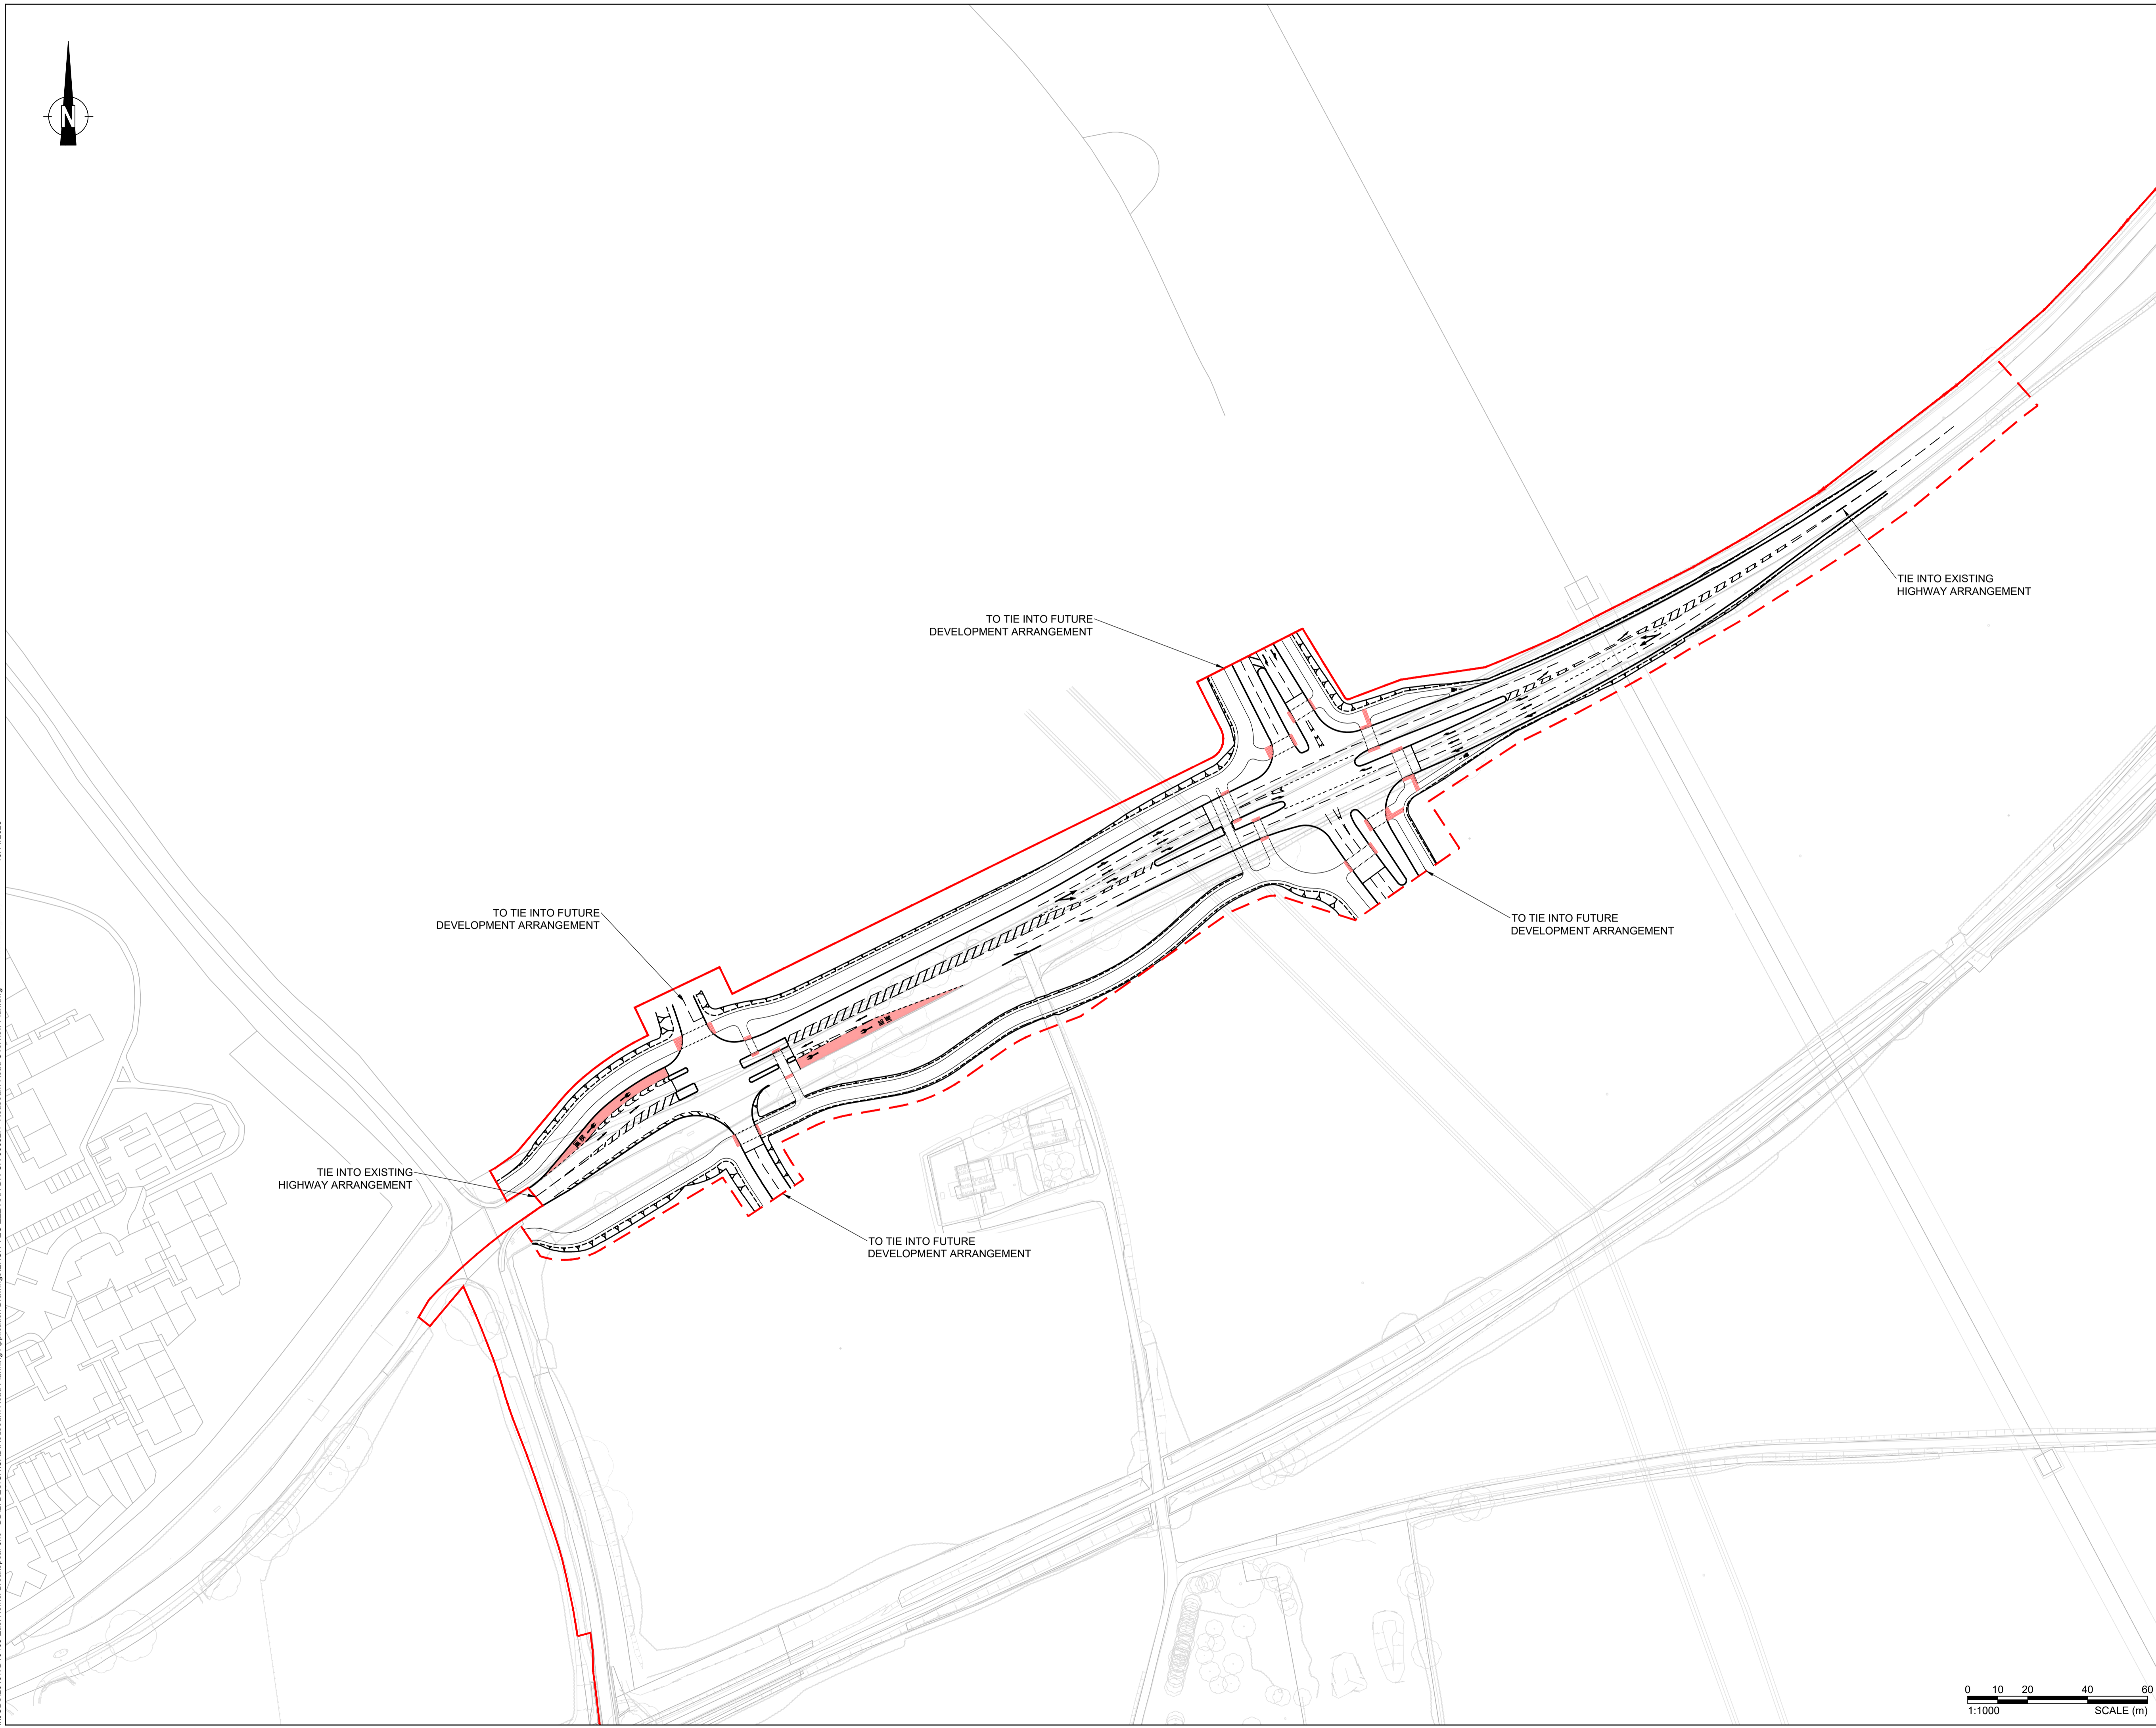 N
TO TIE INTO FUTURE
DEVELOPMENT ARRANGEMENT
TIE INTO EXISTING
HIGHWAY ARRANGEMENT
TO TIE INTO FUTURE
DEVELOPMENT ARRANGEMENT
TO TIE INTO FUTURE
DEVELOPMENT ARRANGEMENT
TIE INTO EXISTING
HIGHWAY ARRANGEMENT
TO TIE INTO FUTURE
DEVELOPMENT ARRANGEMENT
0 10 20 40 60
1:1000 SCALE (m)